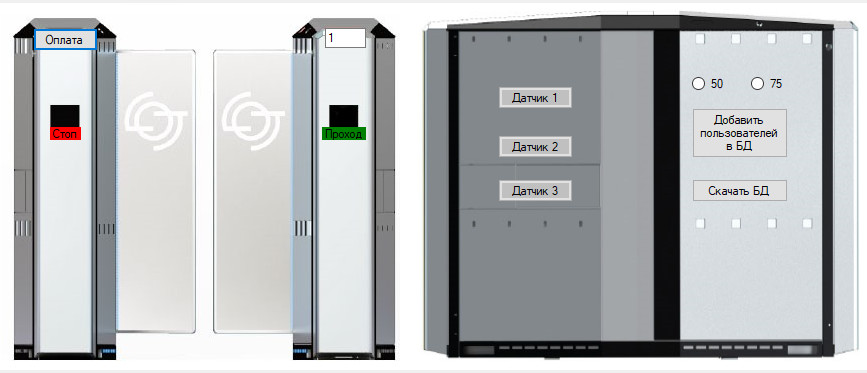 Оплата
1
Стоп
Проход
Датчик 1
Датчик 2
Датчик 3
50
75
Добавить
пользователей
в БД
Скачать БД